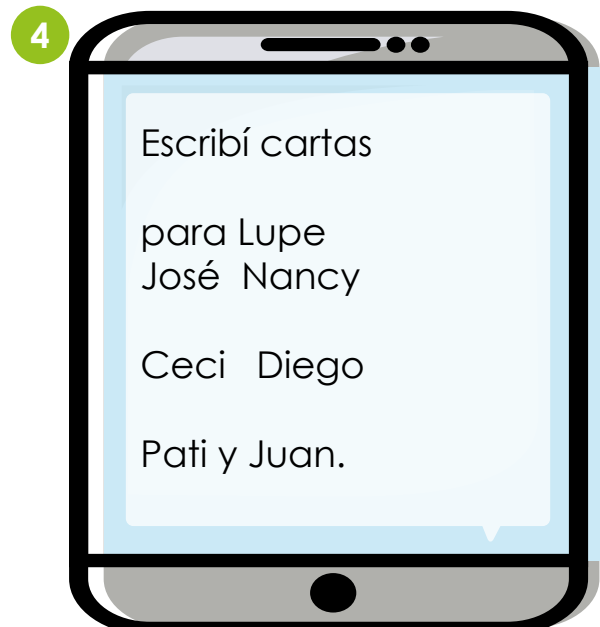 4
Escribí cartas
para Lupe
José  Nancy
Ceci   Diego
Pati y Juan.